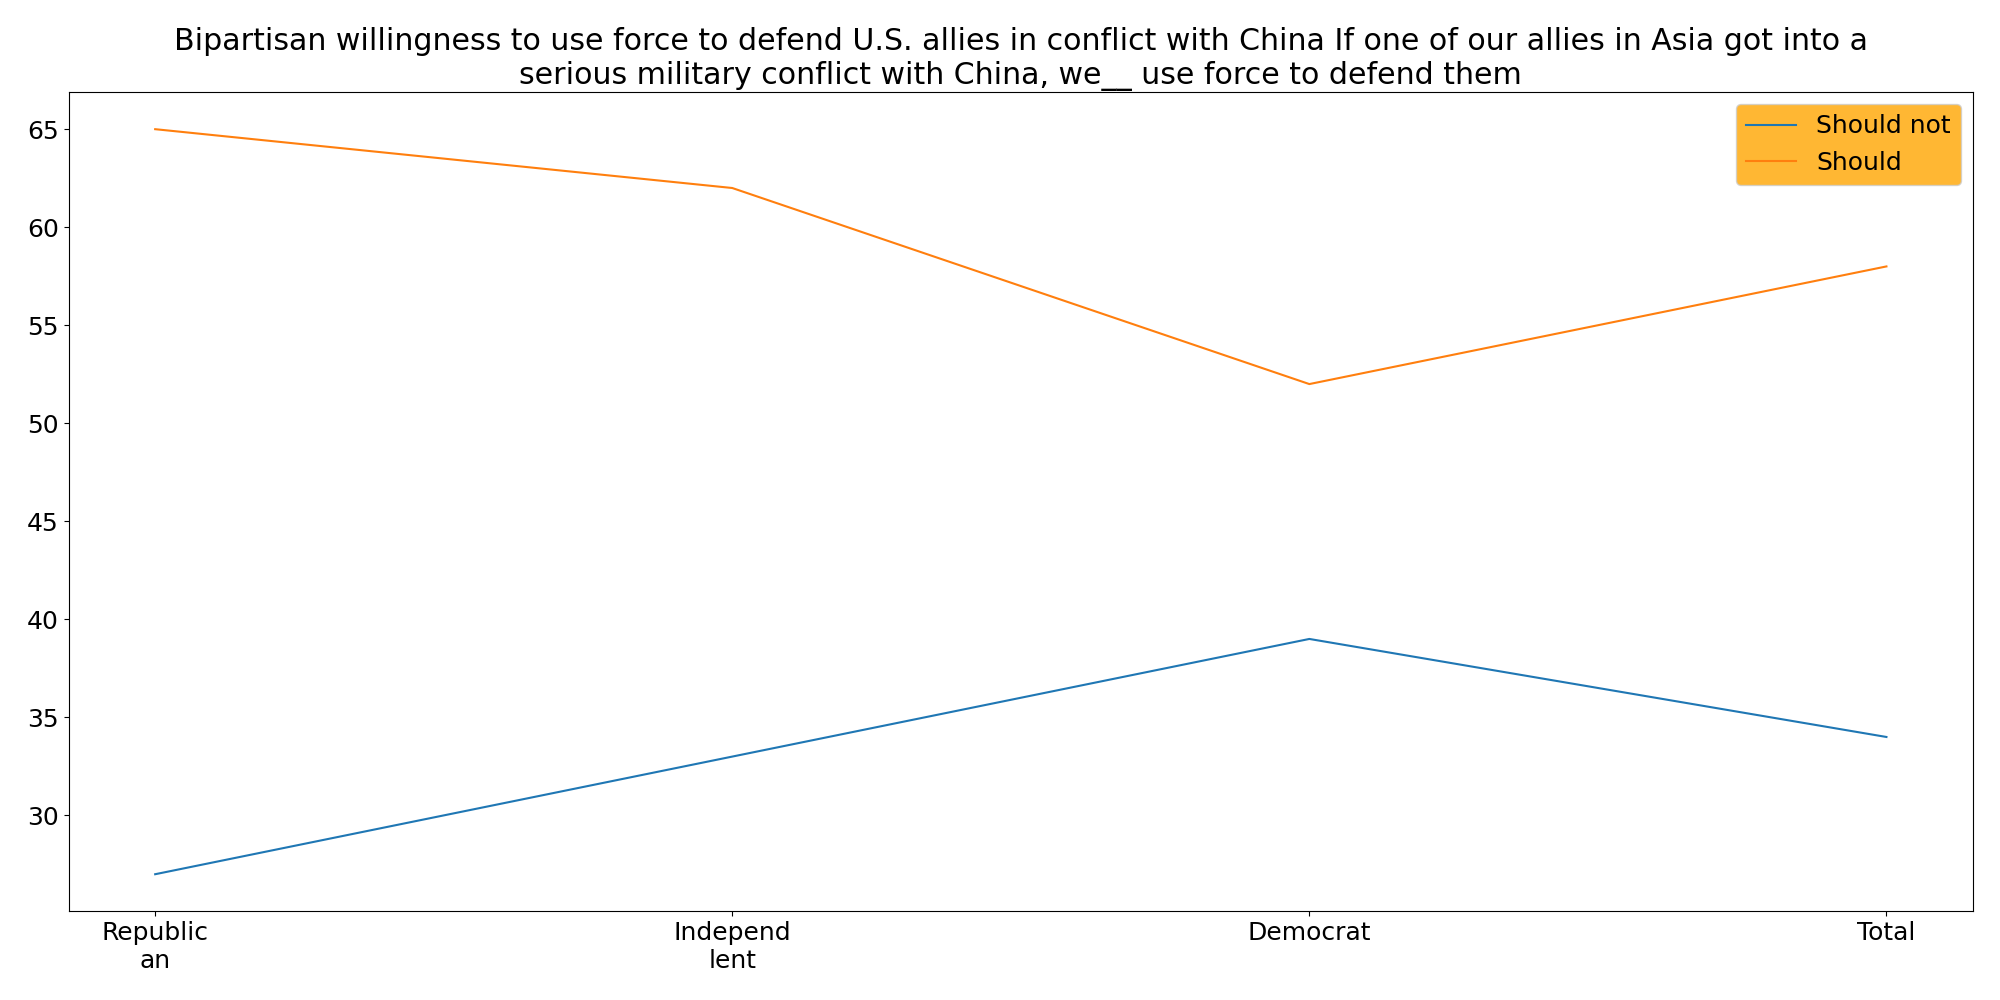 Bipartisan willingness to use force to defend U.S. allies in conflict with China If one of our allies in Asia got into a
serious military conflict with China, we__ use force to defend them
Should not
Should
65
60
55
50
45
40
35
30
Republic
an
Independ
lent
Democrat
Total